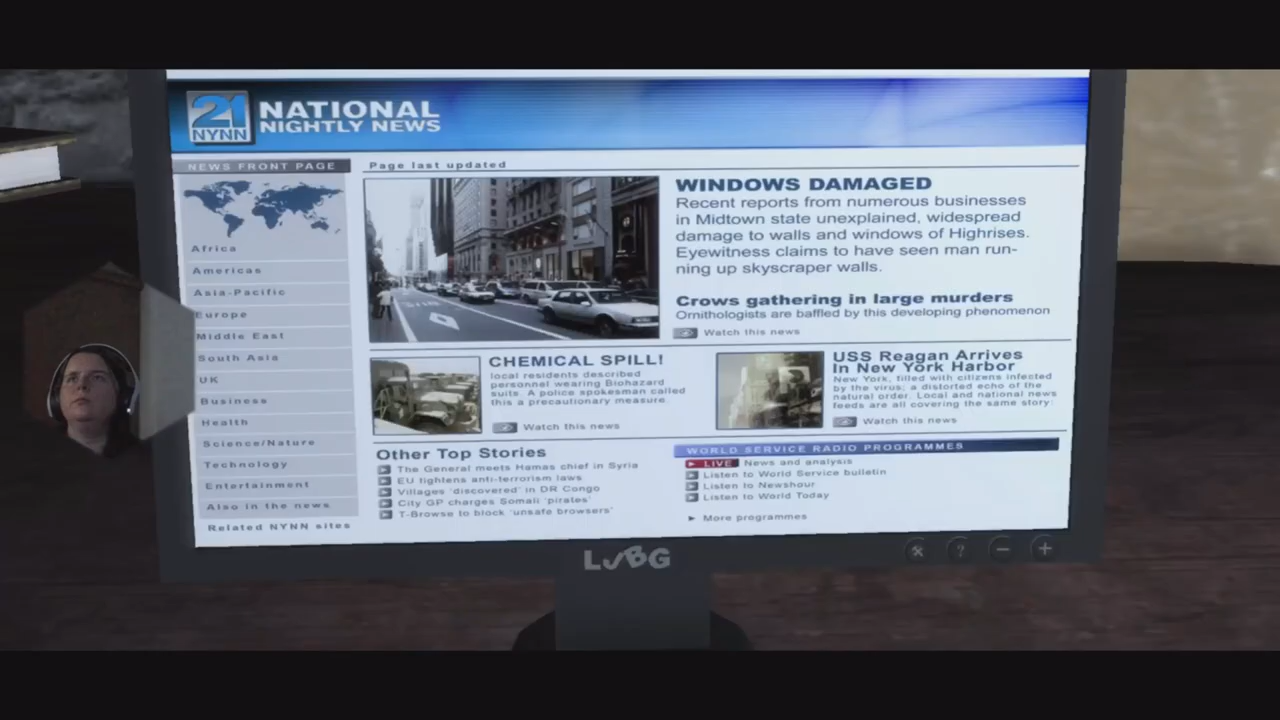 21
NYNN
NATIONAL
NIGHTLY NEWS
NEWS FRONT PAGE
Africa
Americas
Asia-Pacific
Europe
Middle East
South Asia
UK
Business
Health
Science/Nature
Technology
Entertainment
Also in the news
Related NYNN sites
Page last updated
WINDOWS DAMAGED
Recent reports from numerous businesses
in Midtown state unexplained, widespread
damage to walls and windows of Highrises.
Eyewitness claims to have seen man run-
ning up skyscraper walls.
Crows gathering in large murders
Ornithologists are baffled by this developing phenomenon
Watch this news
CHEMICAL SPILL!
local residents described
personnel wearing Biohazard
suits. A police spokesman called
this a precautionary measure.
Watch this news
USS Reagan Arrives
In New York Harbor
New York, filled with citizens infected
by the virus; a distorted echo of the
natural order. Local and national news
feeds are all covering the same story:
Watch this news
Other Top Stories
The General meets Hamas chief in Syria
EU tightens anti-terrorism laws
Villages 'discovered' in DR Congo
City GP charges Somali 'pirates'
T-Browse to block 'unsafe browsers'
WORLD SERVICE RADIO PROGRAMMES
LIVE News and analysis
Listen to World Service bulletin
Listen to Newshour
Listen to World Today
More programmes
LvBG